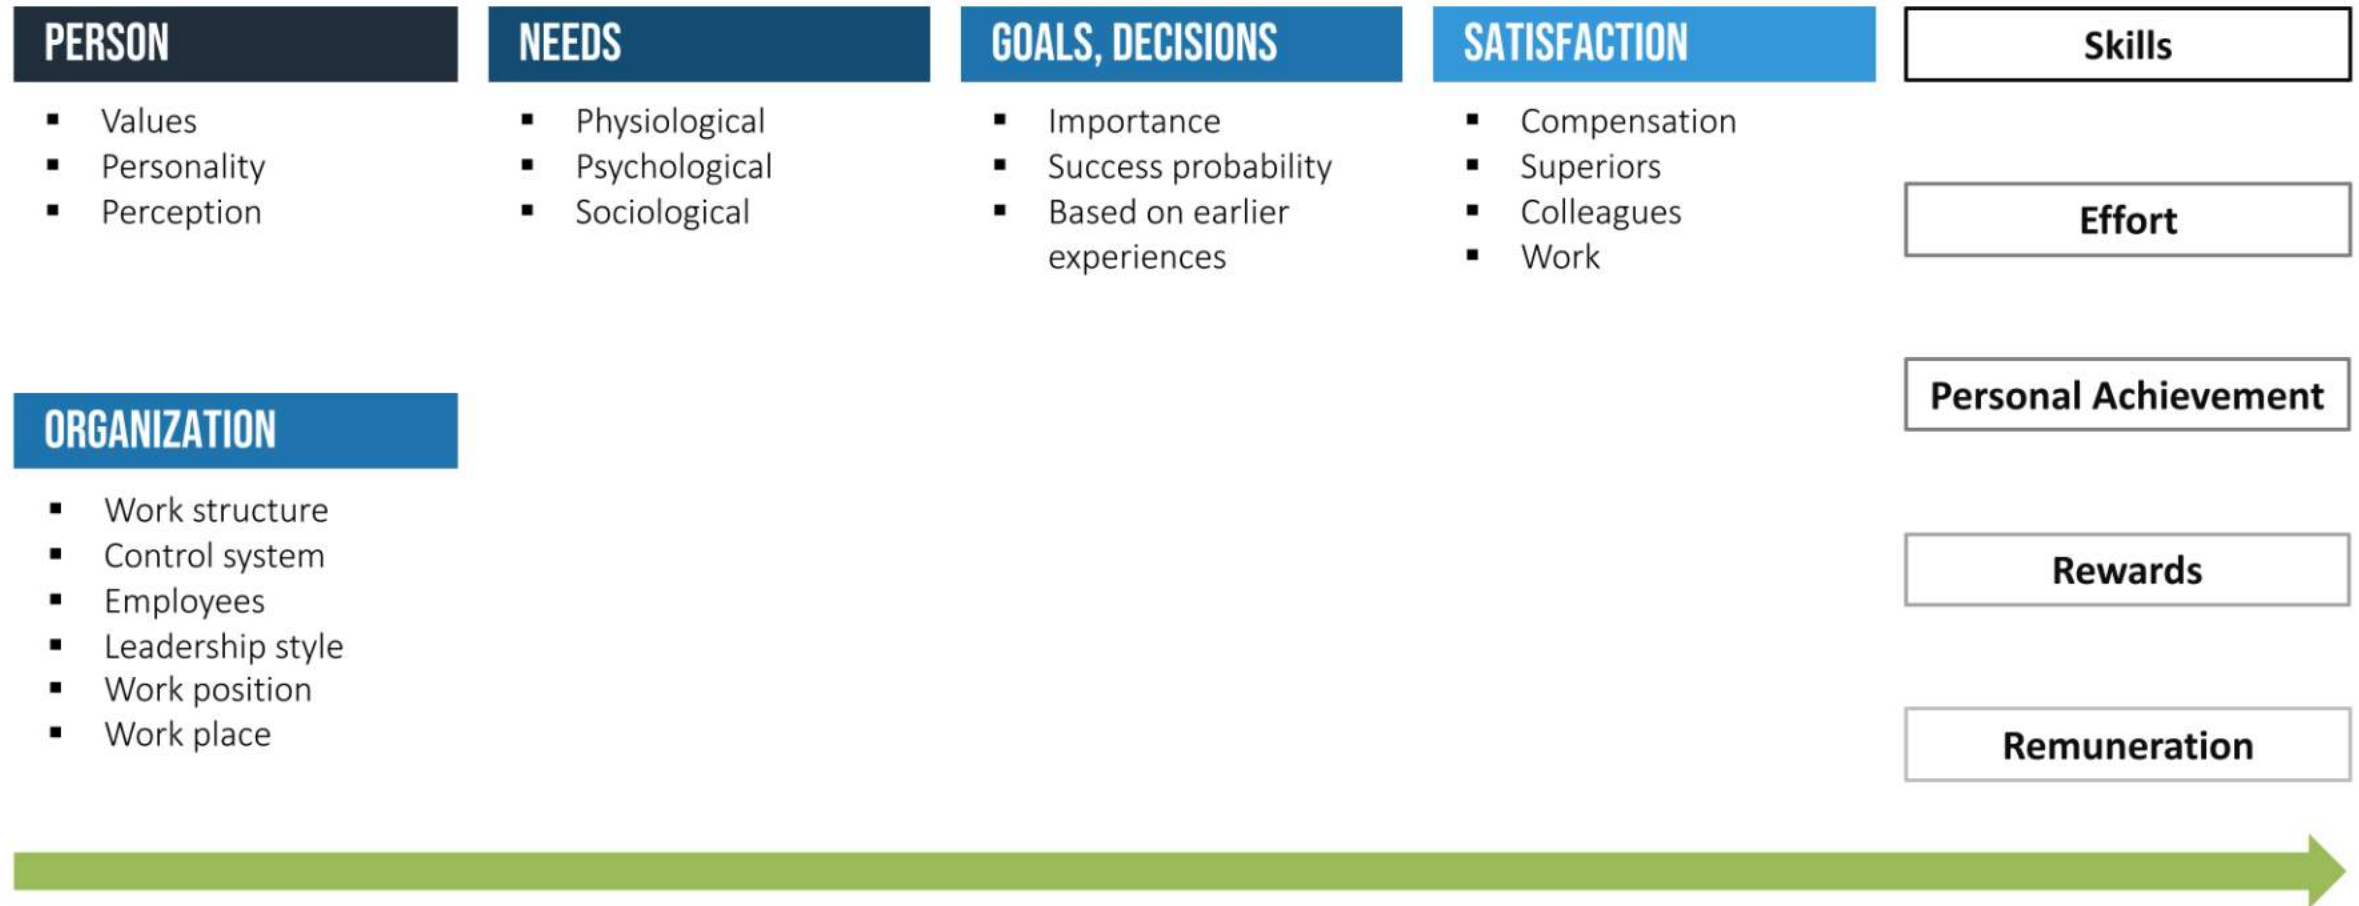 PERSON
▪ Values
▪ Personality
▪ Perception
NEEDS
▪ Physiological
▪ Psychological
▪ Sociological
GOALS, DECISIONS
▪ Importance
▪ Success probability
▪ Based on earlier
experiences
SATISFACTION
▪ Compensation
▪ Superiors
▪ Colleagues
▪ Work
ORGANIZATION
▪ Work structure
▪ Control system
▪ Employees
▪ Leadership style
▪ Work position
▪ Work place
Skills
Effort
Personal Achievement
Rewards
Remuneration